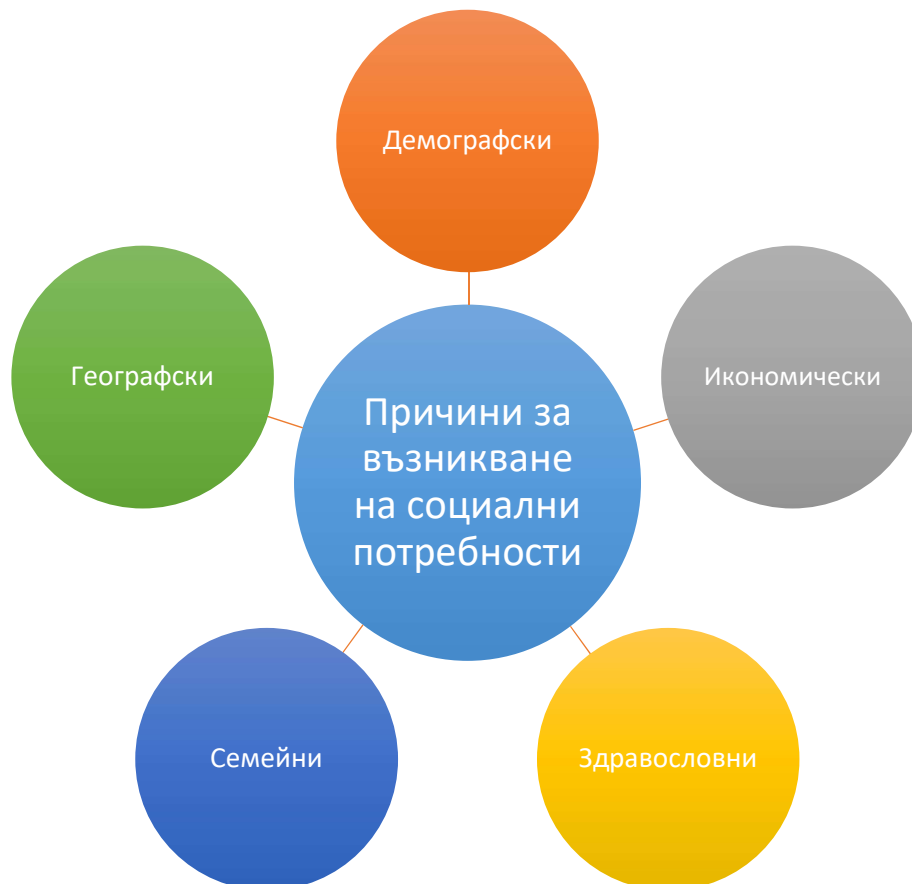 Демографски
Географски
Икономически
Причини за
възникване
на социални
потребности
Семейни
Здравословни